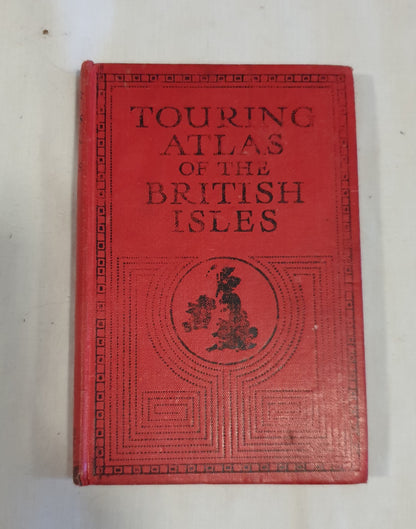 TOURING
ATLAS
OF THE
BRITISH
ISLES